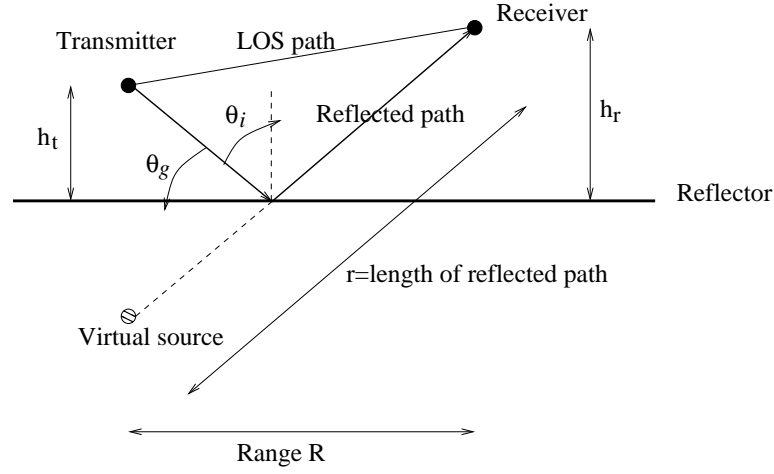 Receiver
Transmitter
LOS path
θi
Reflected path
hr
ht
θg
Reflector
r=length of reflected path
Virtual source
Range R